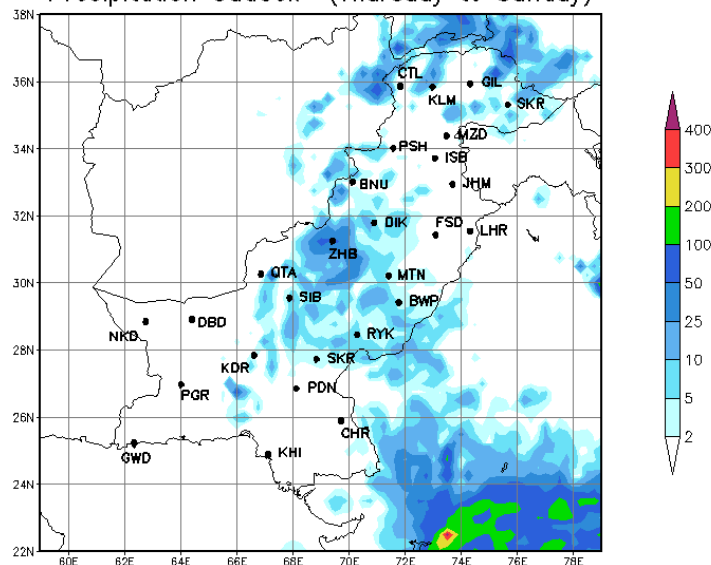 Precipitation Outlook (Thursday to Sunday)
38N
36N
34N
32N
30N
28N
26N
24N
22N
60E
62E
64E
66E
68E
70E
72E
74E
76E
78E
CTL
GIL
KLM
SKR
MZD
PSH
ISB
BNU
JHM
DIK
FSD
LHR
ZHB
QTA
MTN
SIB
BWP
NKD
DBD
RYK
KDR
SKR
PGR
PDN
CHR
GWD
KHI
400
300
200
100
50
25
10
5
2